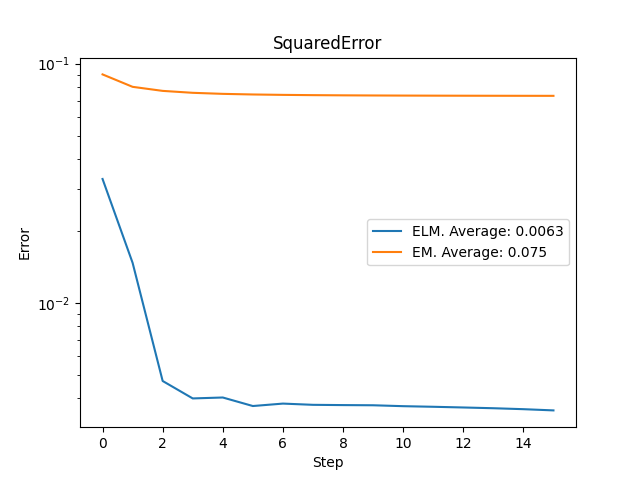 SquaredError
10⁻¹
10⁻²
Error
ELM. Average: 0.0063
EM. Average: 0.075
0 2 4 6 8 10 12 14
Step